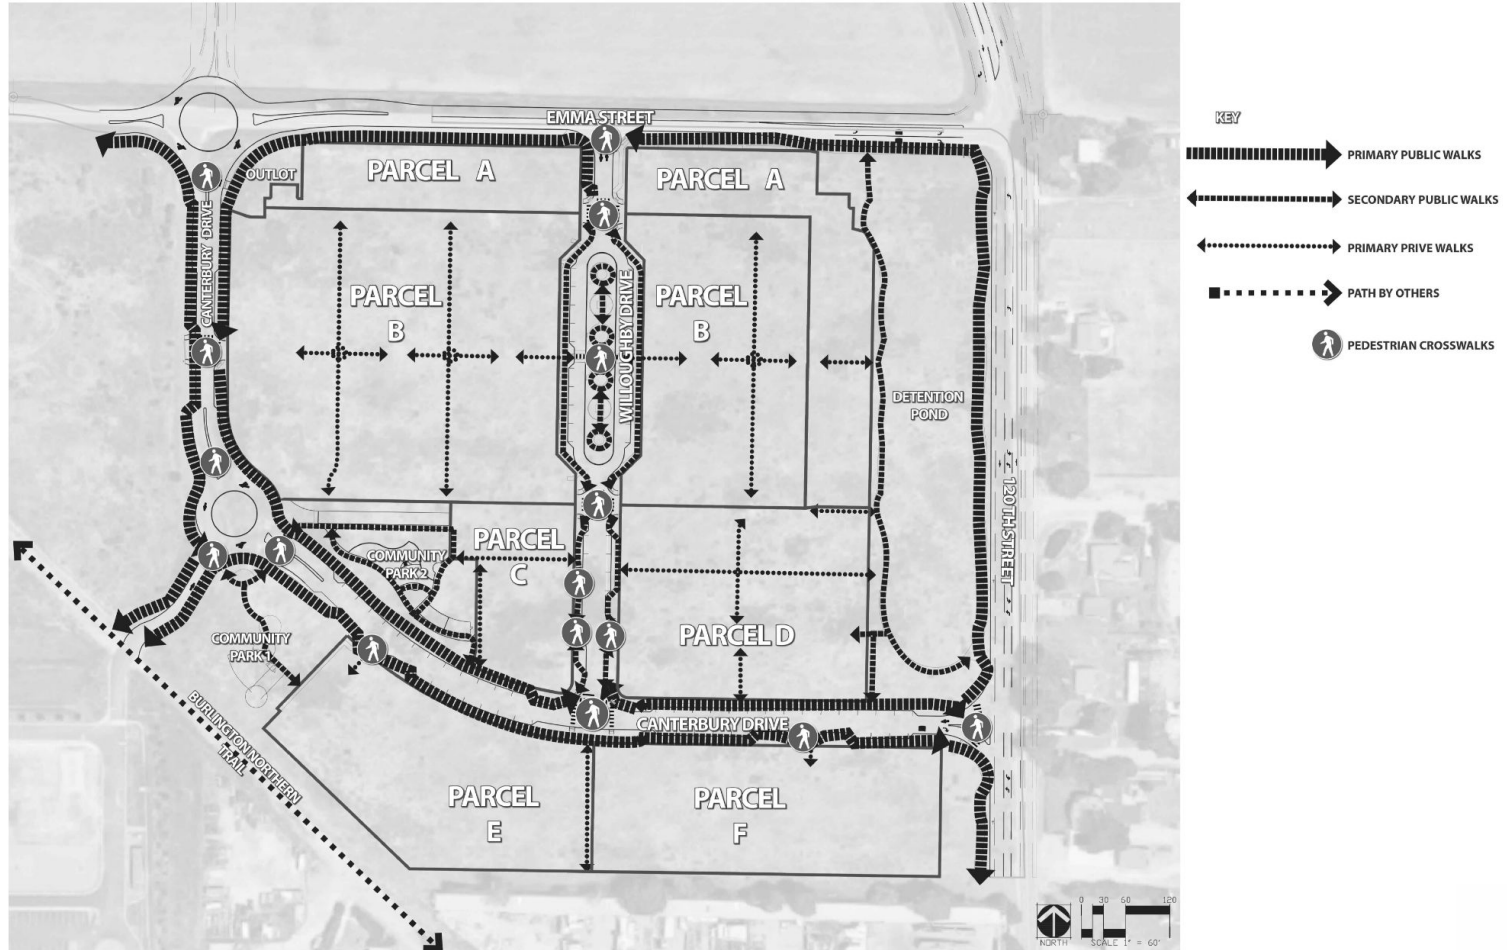 EMMA STREET
KEY
PARCEL A
PARCEL A
OUTLOT
PRIMARY PUBLIC WALKS
SECONDARY PUBLIC WALKS
PRIMARY PRIVE WALKS
PATH BY OTHERS
PEDESTRIAN CROSSWALKS
CANTERBURY DRIVE
PARCEL
B
WILLOUGHBY DRIVE
PARCEL
B
DETENTION
POND
120TH STREET
COMMUNITY
PARK 2
PARCEL
C
PARCEL D
COMMUNITY
PARK 1
BURLINGTON NORTHERN
TRAIL
CANTERBURY DRIVE
PARCEL
E
PARCEL
F
NORTH
0 30 60 120
SCALE 1" = 60'